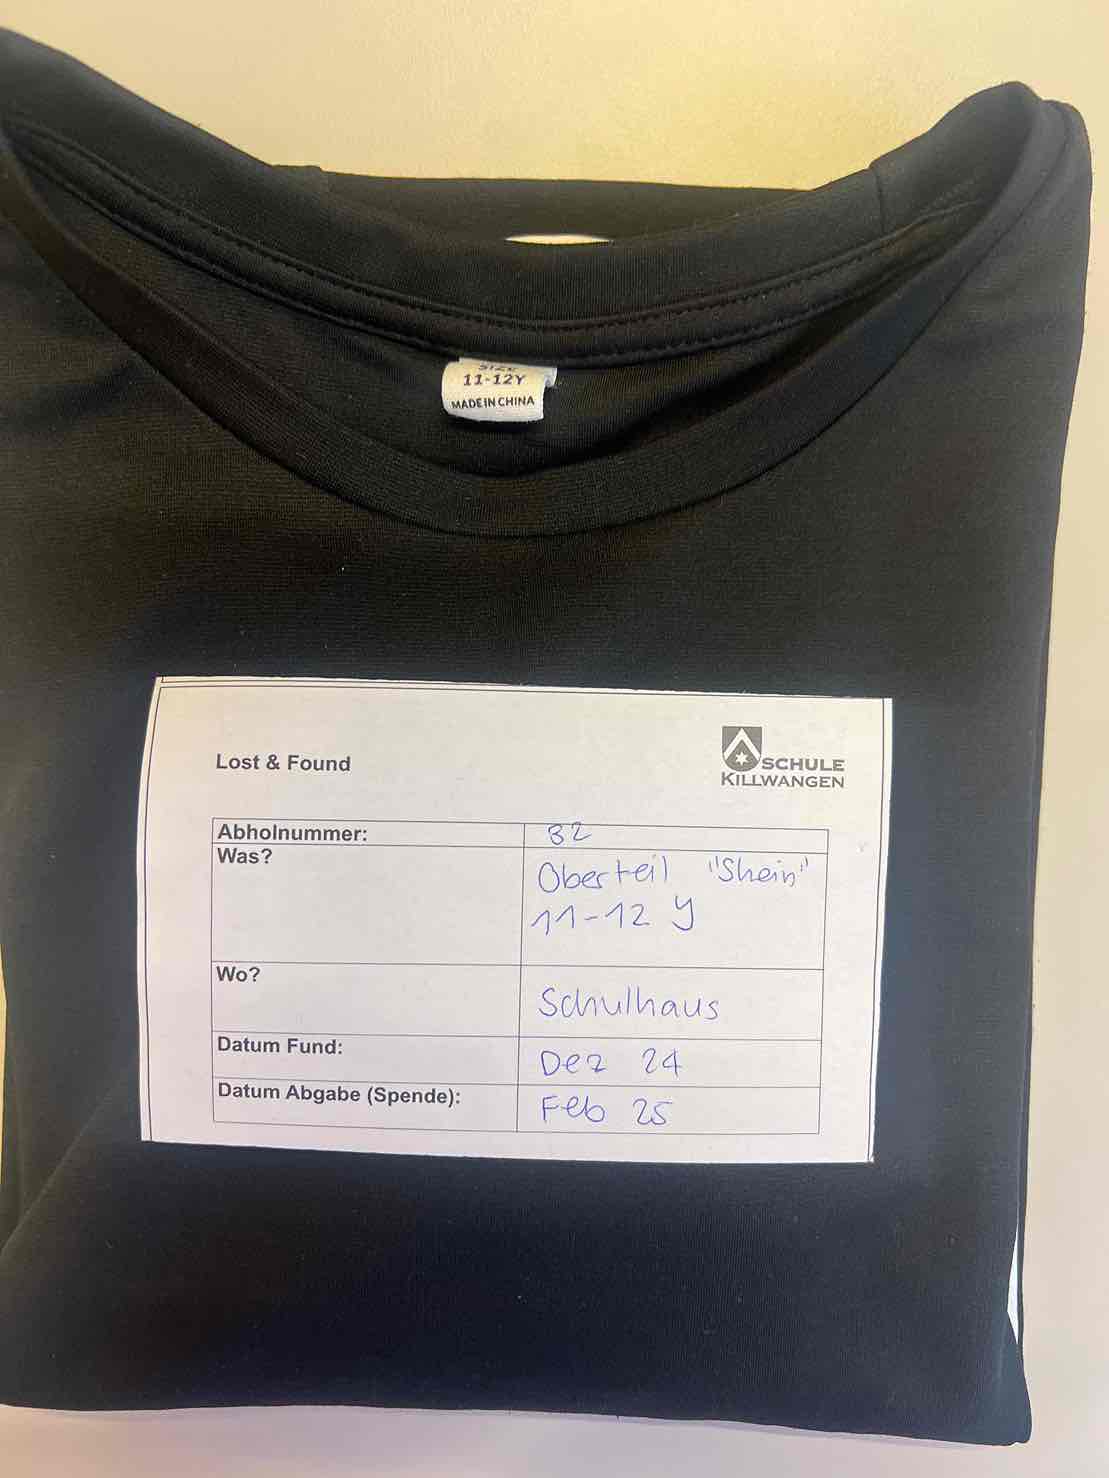 SIZE
11-12Y
MADE IN CHINA
Lost & Found
SCHULE
KILLWANGEN
Abholnummer: 32
Was? Oberteil "Shein"
11-12 y
Wo? Schulhaus
Datum Fund: Dez 24
Datum Abgabe (Spende): Feb 25